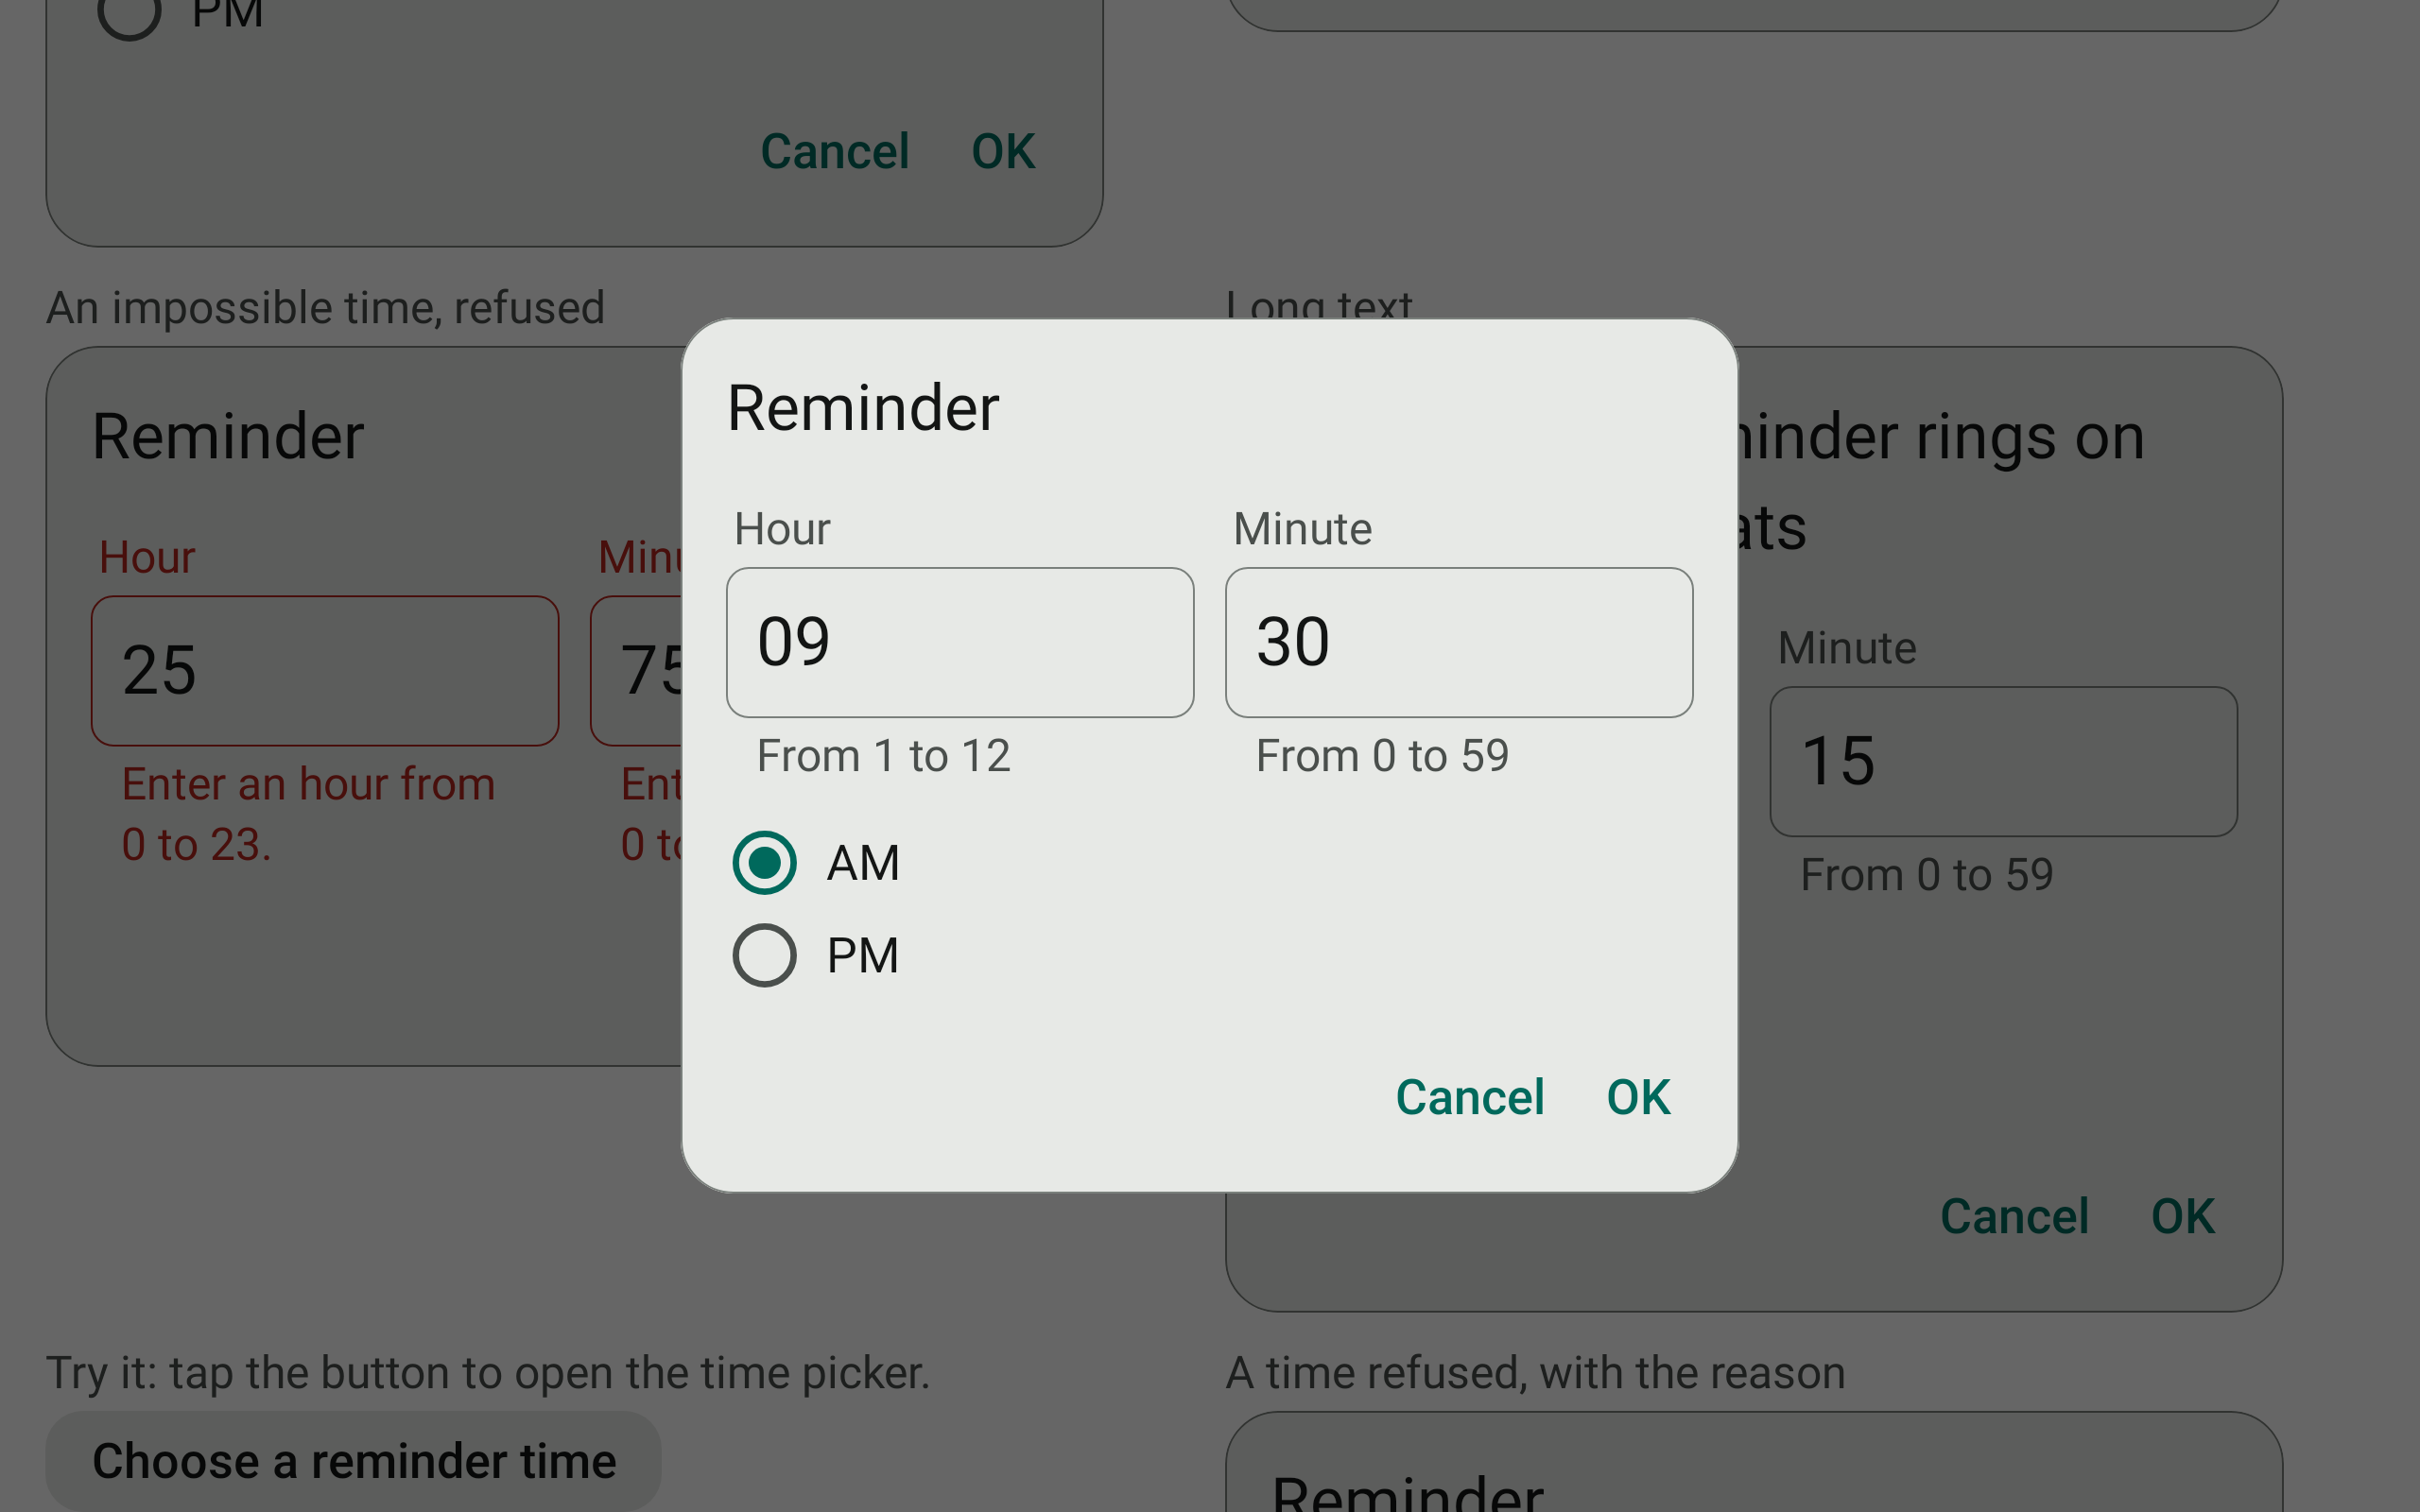 PM
Cancel OK
An impossible time, refused
Long text
Reminder
Hour
25
Enter an hour from
0 to 23.
75
Reminder
Hour Minute
09 30
From 1 to 12 From 0 to 59
AM
PM
Cancel OK
rings on
Minute
15
From 0 to 59
Cancel OK
Try it: tap the button to open the time picker.
Choose a reminder time
A time refused, with the reason
Reminder